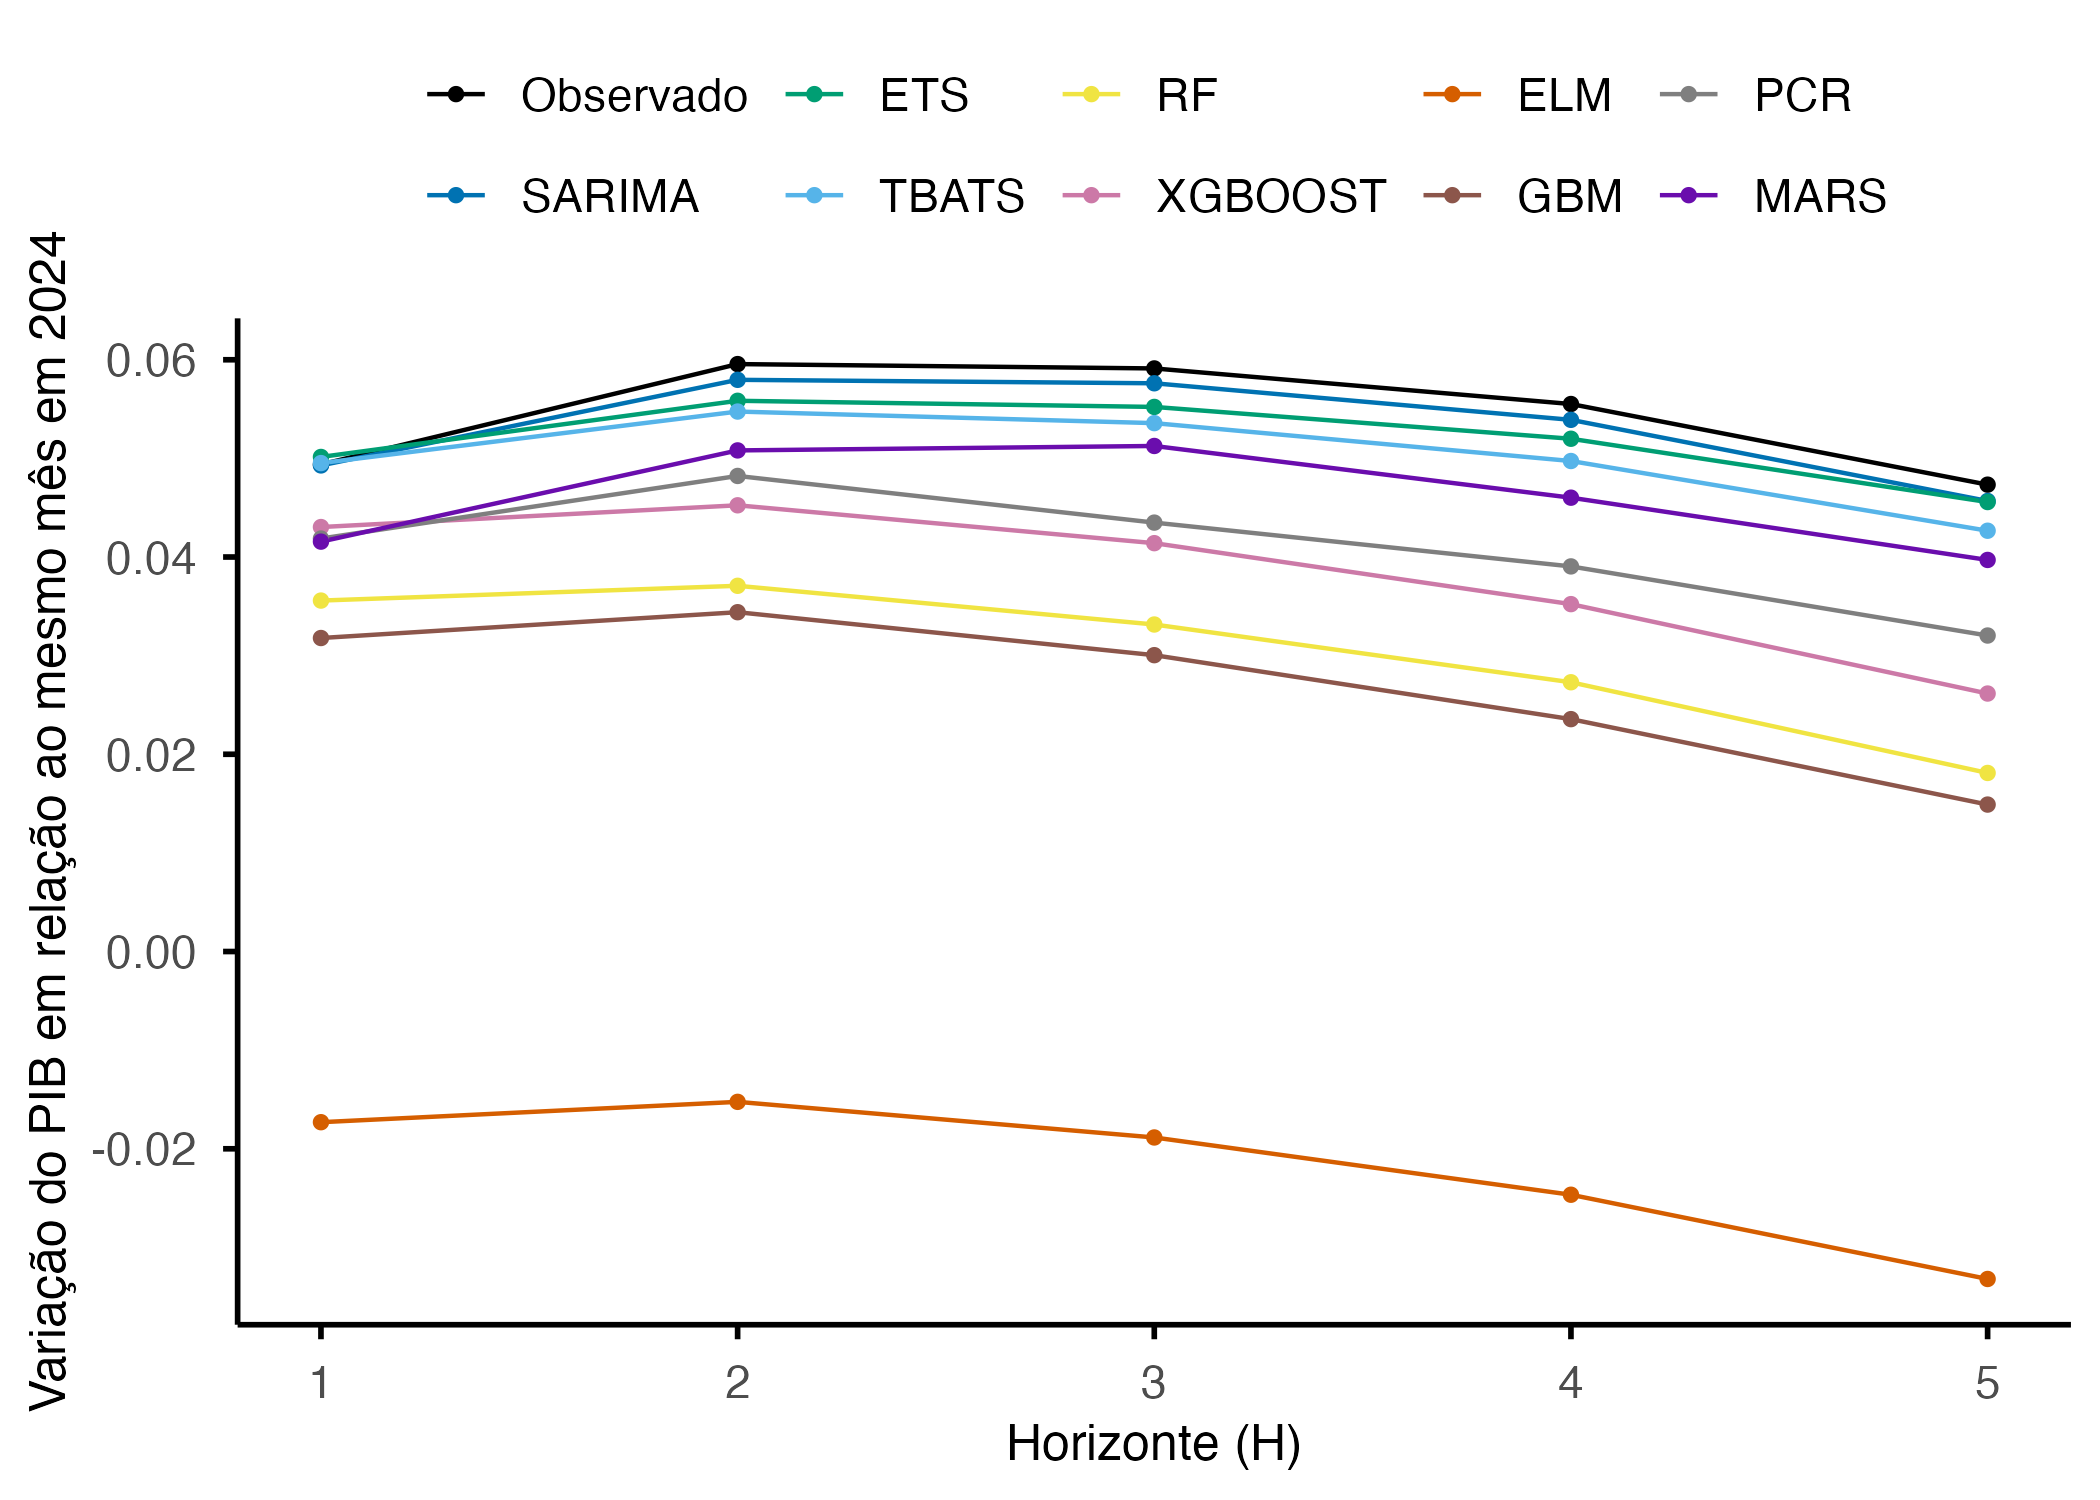 Observado ETS RF ELM PCR
SARIMA TBATS XGBOOST GBM MARS
Variação do PIB em relação ao mesmo mês em 2024
0.06
0.04
0.02
0.00
-0.02
1 2 3 4 5
Horizonte (H)